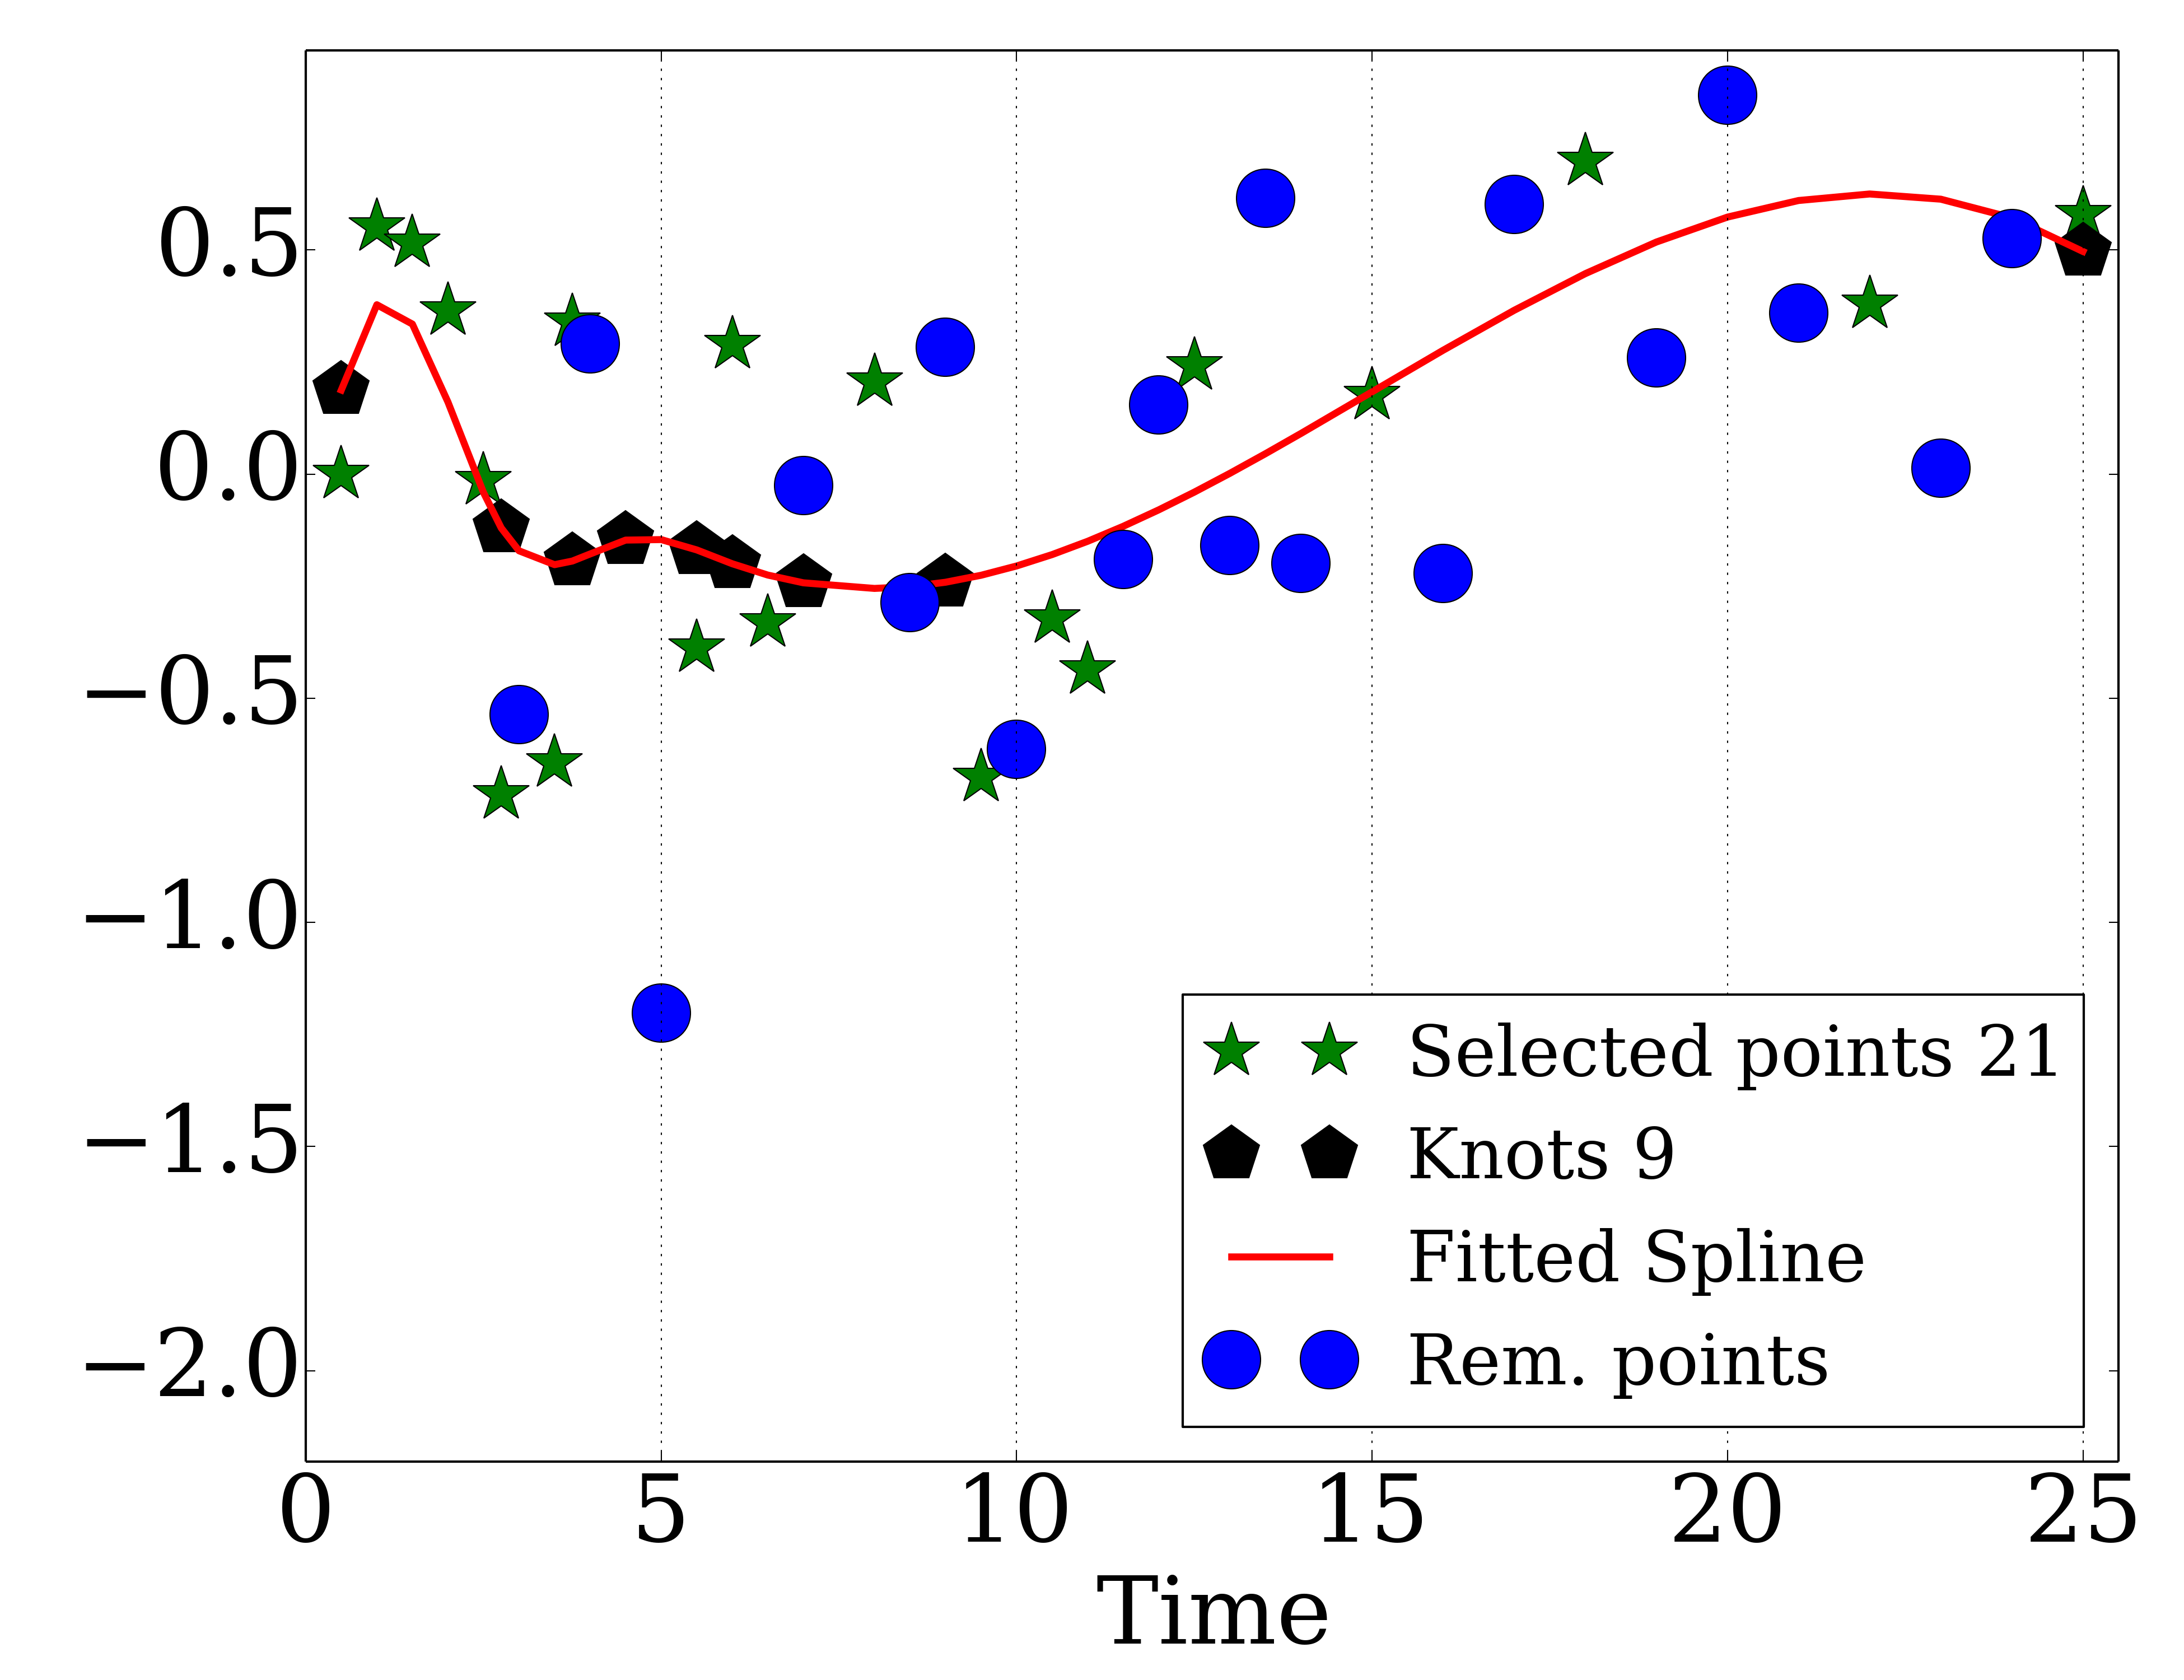 0.5
0.0
−0.5
−1.0
−1.5
−2.0
Selected points 21
Knots 9
Fitted Spline
Rem. points
0 5 10 15 20 25
Time